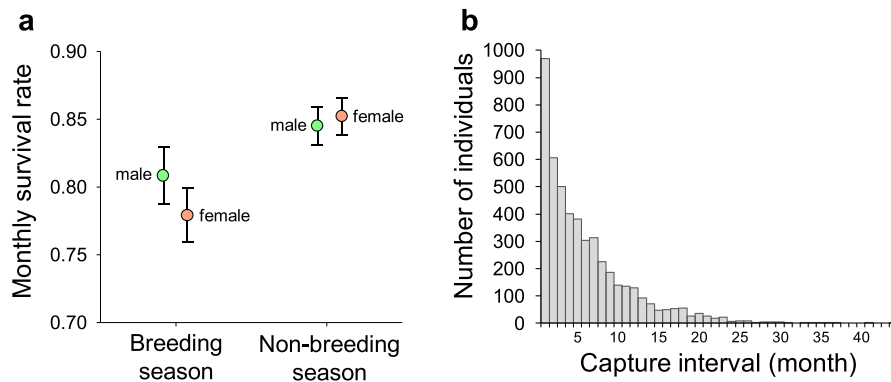 a
Monthly survival rate
0.90
0.85
0.80
0.75
0.70
male
female
male
female
Breeding
season
Non-breeding
season
b
Number of individuals
1000
900
800
700
600
500
400
300
200
100
0
5 10 15 20 25 30 35 40
Capture interval (month)